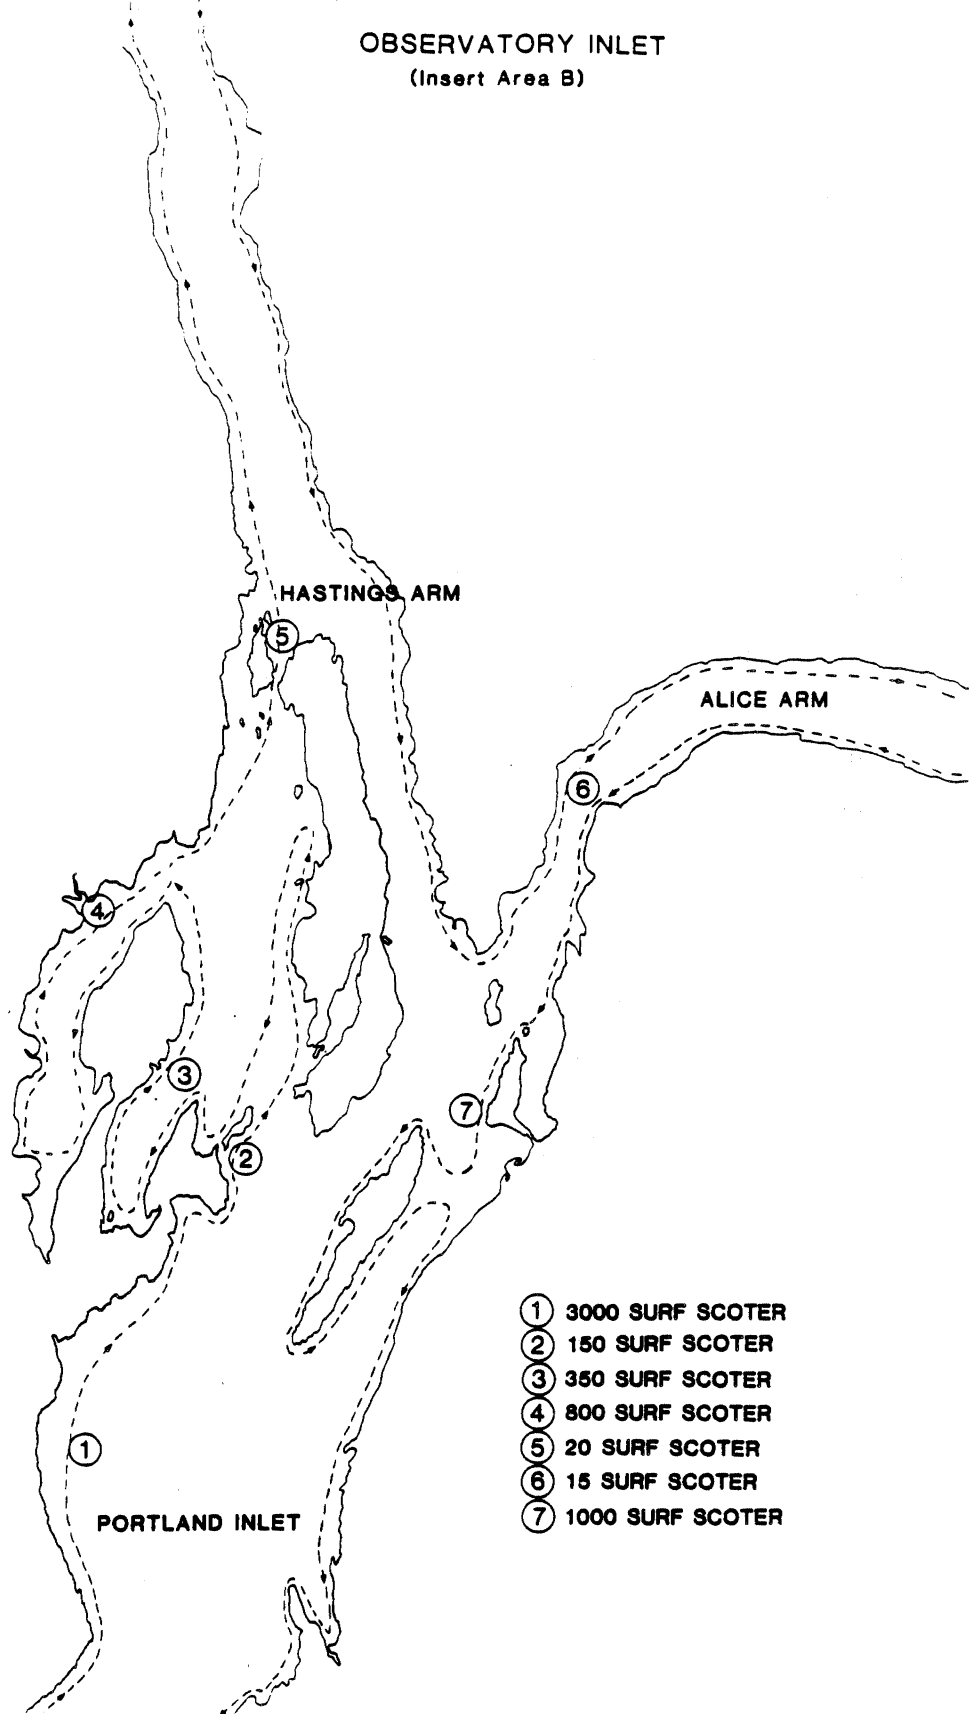 OBSERVATORY INLET
(Insert Area B)
HASTINGS ARM
5
ALICE ARM
6
4
3
7
2
1 3000 SURF SCOTER
2 150 SURF SCOTER
3 350 SURF SCOTER
4 800 SURF SCOTER
5 20 SURF SCOTER
6 15 SURF SCOTER
7 1000 SURF SCOTER
1
PORTLAND INLET